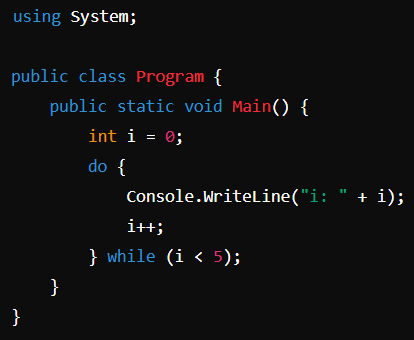 using System;

public class Program {
    public static void Main() {
        int i = 0;
        do {
            Console.WriteLine("i: " + i);
            i++;
        } while (i < 5);
    }
}